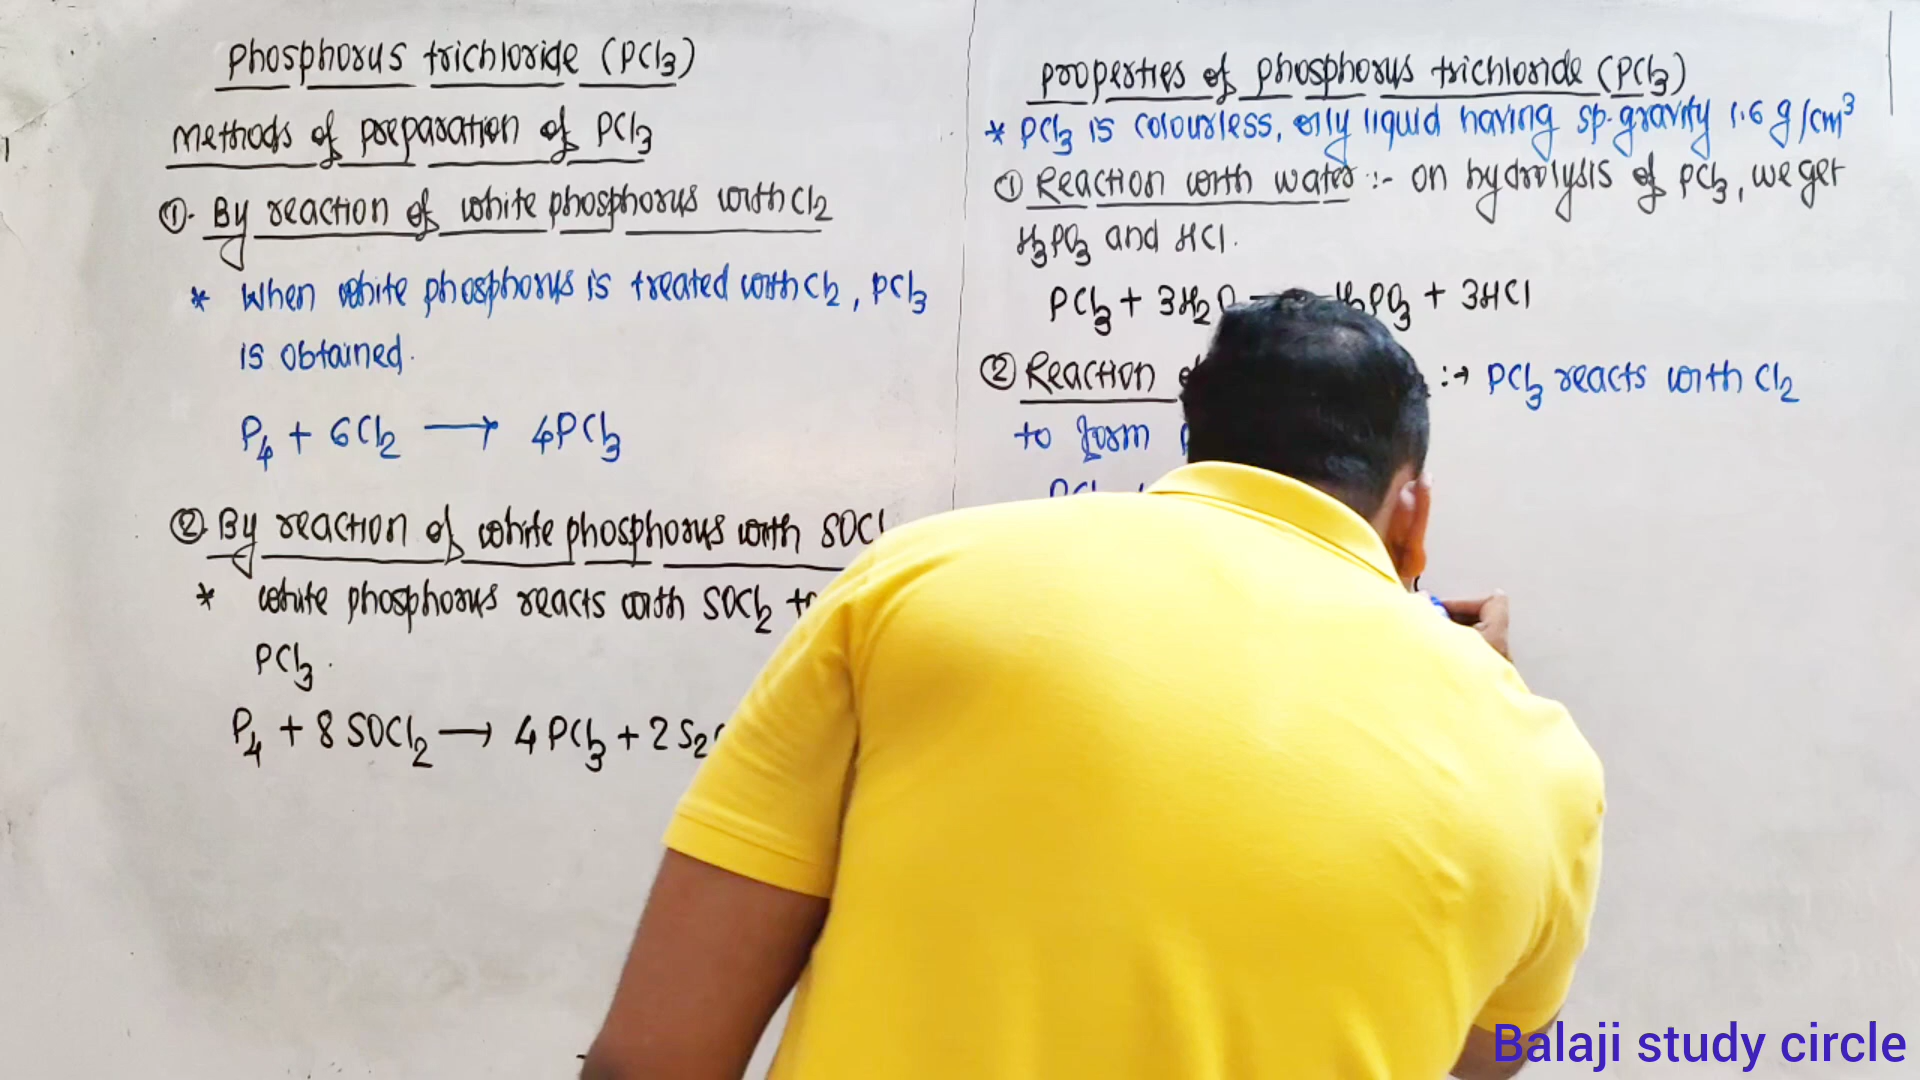 Phosphorus trichloride (PCl3)
Methods of preparation of PCl3
①. By reaction of white phosphorus with Cl2
* When white phosphorus is treated with Cl2, PCl3
is obtained.
P4 + 6Cl2 ⟶ 4PCl3
②. By reaction of white phosphorus with SOCl
* white phosphorus reacts with SOCl2
PCl3.
P4 + 8 SOCl2 ⟶ 4 PCl3 + 2 S2
Properties of phosphorus trichloride (PCl3)
* PCl3 is colourless, oily liquid having sp. gravity 1.6 g/cm³
① Reaction with water :- on hydrolysis of PCl3, we get
H3PO3 and HCl.
PCl3 + 3H2O H3PO3 + 3HCl
② Reaction :→ PCl3 reacts with Cl2
to form
Balaji study circle